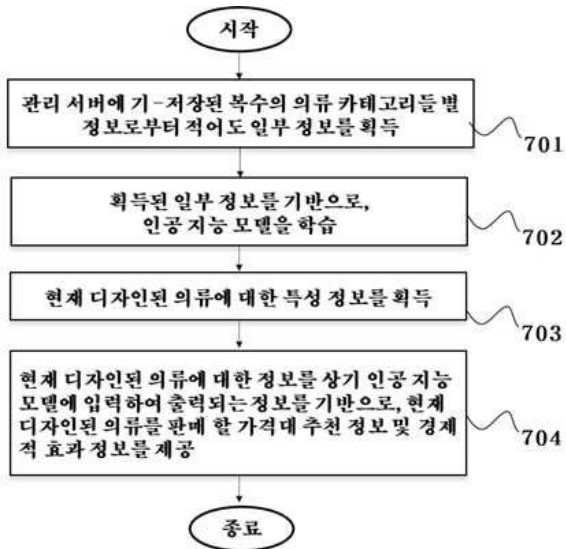 시작
관리 서버에 기-저장된 복수의 의류 카테고리들 별
정보로부터 적어도 일부 정보를 획득
701
획득된 일부 정보를 기반으로,
인공 지능 모델을 학습
702
현재 디자인된 의류에 대한 특성 정보를 획득
703
현재 디자인된 의류에 대한 정보를 상기 인공 지능
모델에 입력하여 출력되는 정보를 기반으로, 현재
디자인된 의류를 판매 할 가격대 추천 정보 및 경제
적 효과 정보를 제공
704
종료